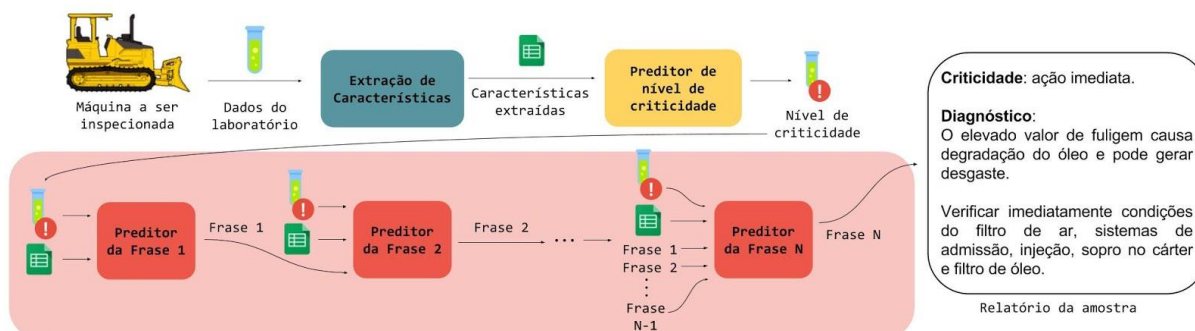 Máquina a ser
inspecionada
Dados do
laboratório
Extração de
Características
Características
extraídas
Preditor de
nível de
criticidade
Nível de
criticidade
Preditor
da Frase 1
Frase 1
Preditor
da Frase 2
Frase 2
...
Frase 1
Frase 2
Frase
N-1
Preditor
da Frase N
Frase N
Criticidade: ação imediata.
Diagnóstico:
O elevado valor de fuligem causa
degradação do óleo e pode gerar
desgaste.
Verificar imediatamente condições
do filtro de ar, sistemas de
admissão, injeção, sopro no cárter
e filtro de óleo.
Relatório da amostra